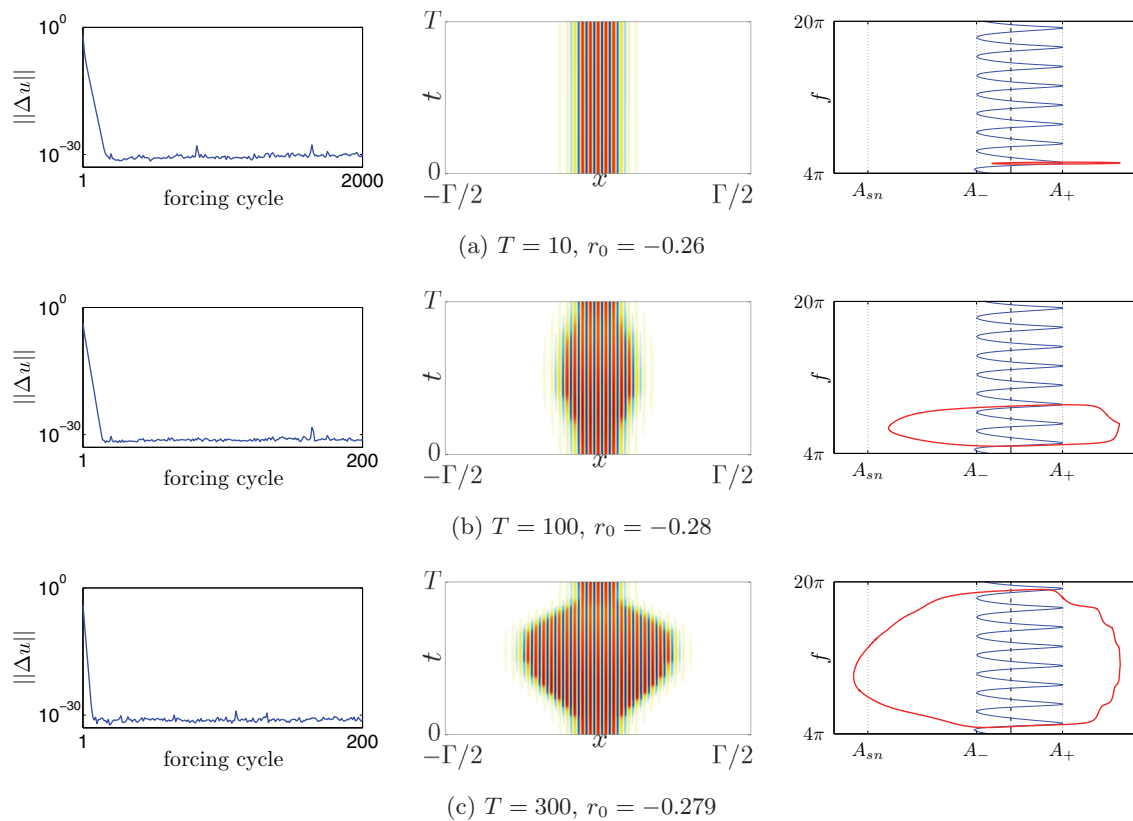 10^0
||Δu||
10^−30
1
2000
forcing cycle
T
t
0
−Γ/2
x
Γ/2
20π
f
4π
A_sn
A_−
A_+
(a) T = 10, r_0 = −0.26
10^0
||Δu||
10^−30
1
200
forcing cycle
T
t
0
−Γ/2
x
Γ/2
20π
f
4π
A_sn
A_−
A_+
(b) T = 100, r_0 = −0.28
10^0
||Δu||
10^−30
1
200
forcing cycle
T
t
0
−Γ/2
x
Γ/2
20π
f
4π
A_sn
A_−
A_+
(c) T = 300, r_0 = −0.279